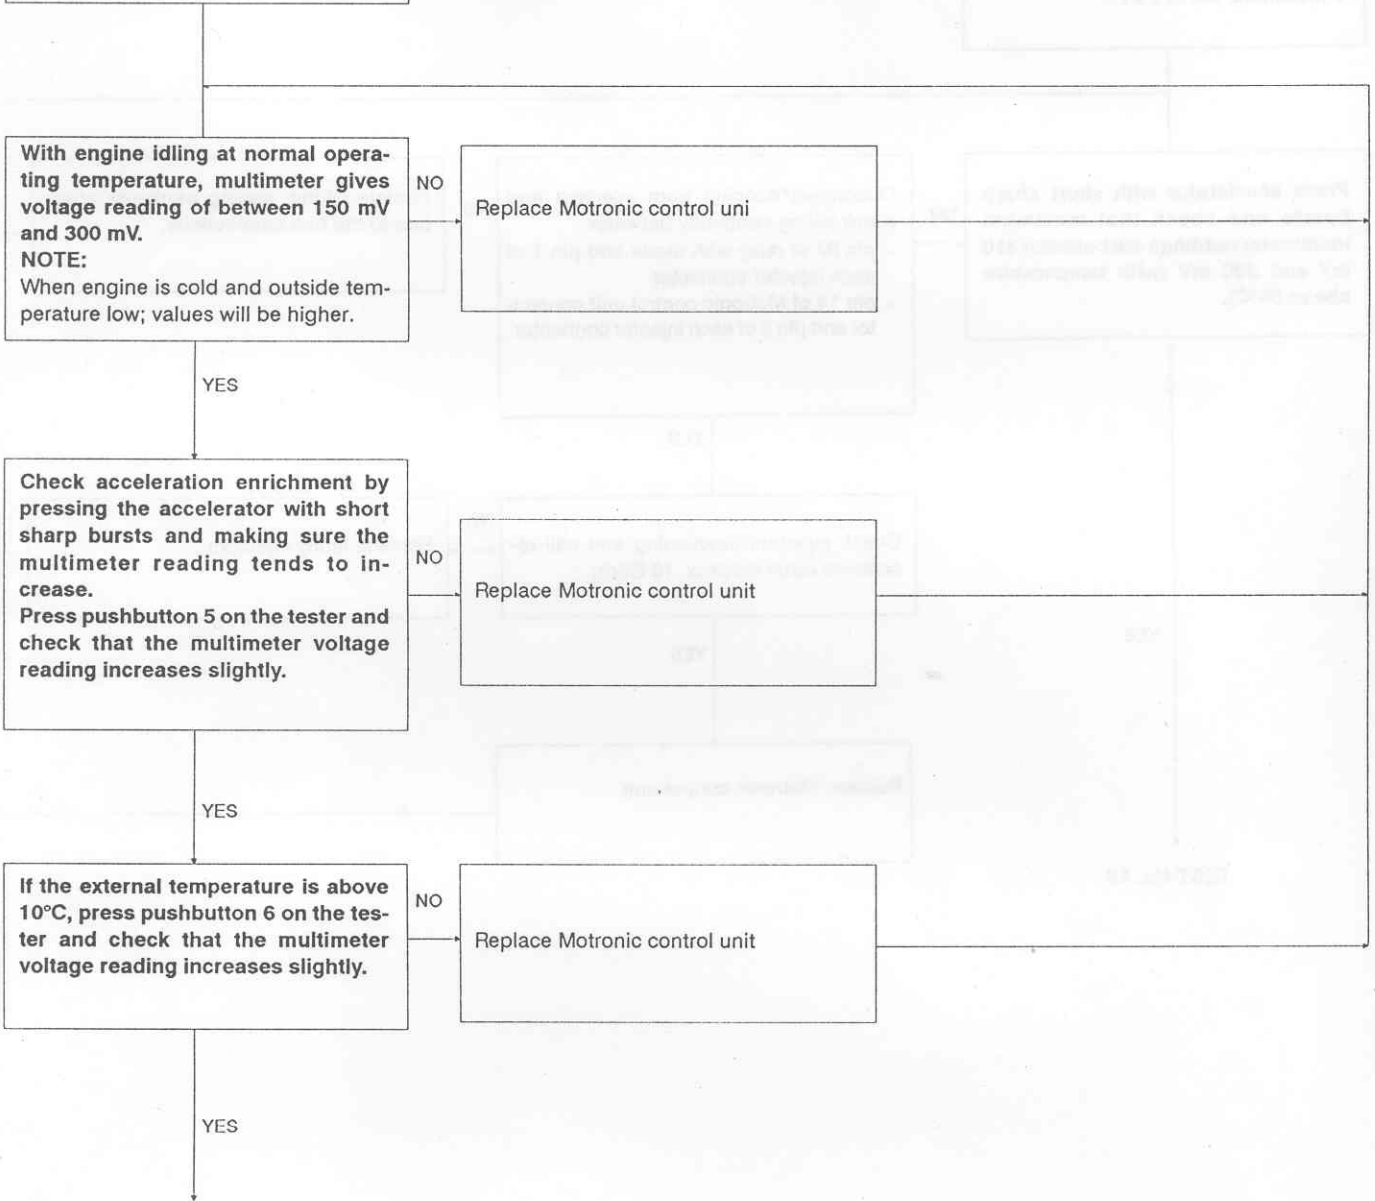 With engine idling at normal opera-
ting temperature, multimeter gives
voltage reading of between 150 mV
and 300 mV.
NOTE:
When engine is cold and outside tem-
perature low; values will be higher.
NO
Replace Motronic control uni
YES
Check acceleration enrichment by
pressing the accelerator with short
sharp bursts and making sure the
multimeter reading tends to in-
crease.
Press pushbutton 5 on the tester and
check that the multimeter voltage
reading increases slightly.
NO
Replace Motronic control unit
YES
If the external temperature is above
10°C, press pushbutton 6 on the tes-
ter and check that the multimeter
voltage reading increases slightly.
NO
Replace Motronic control unit
YES